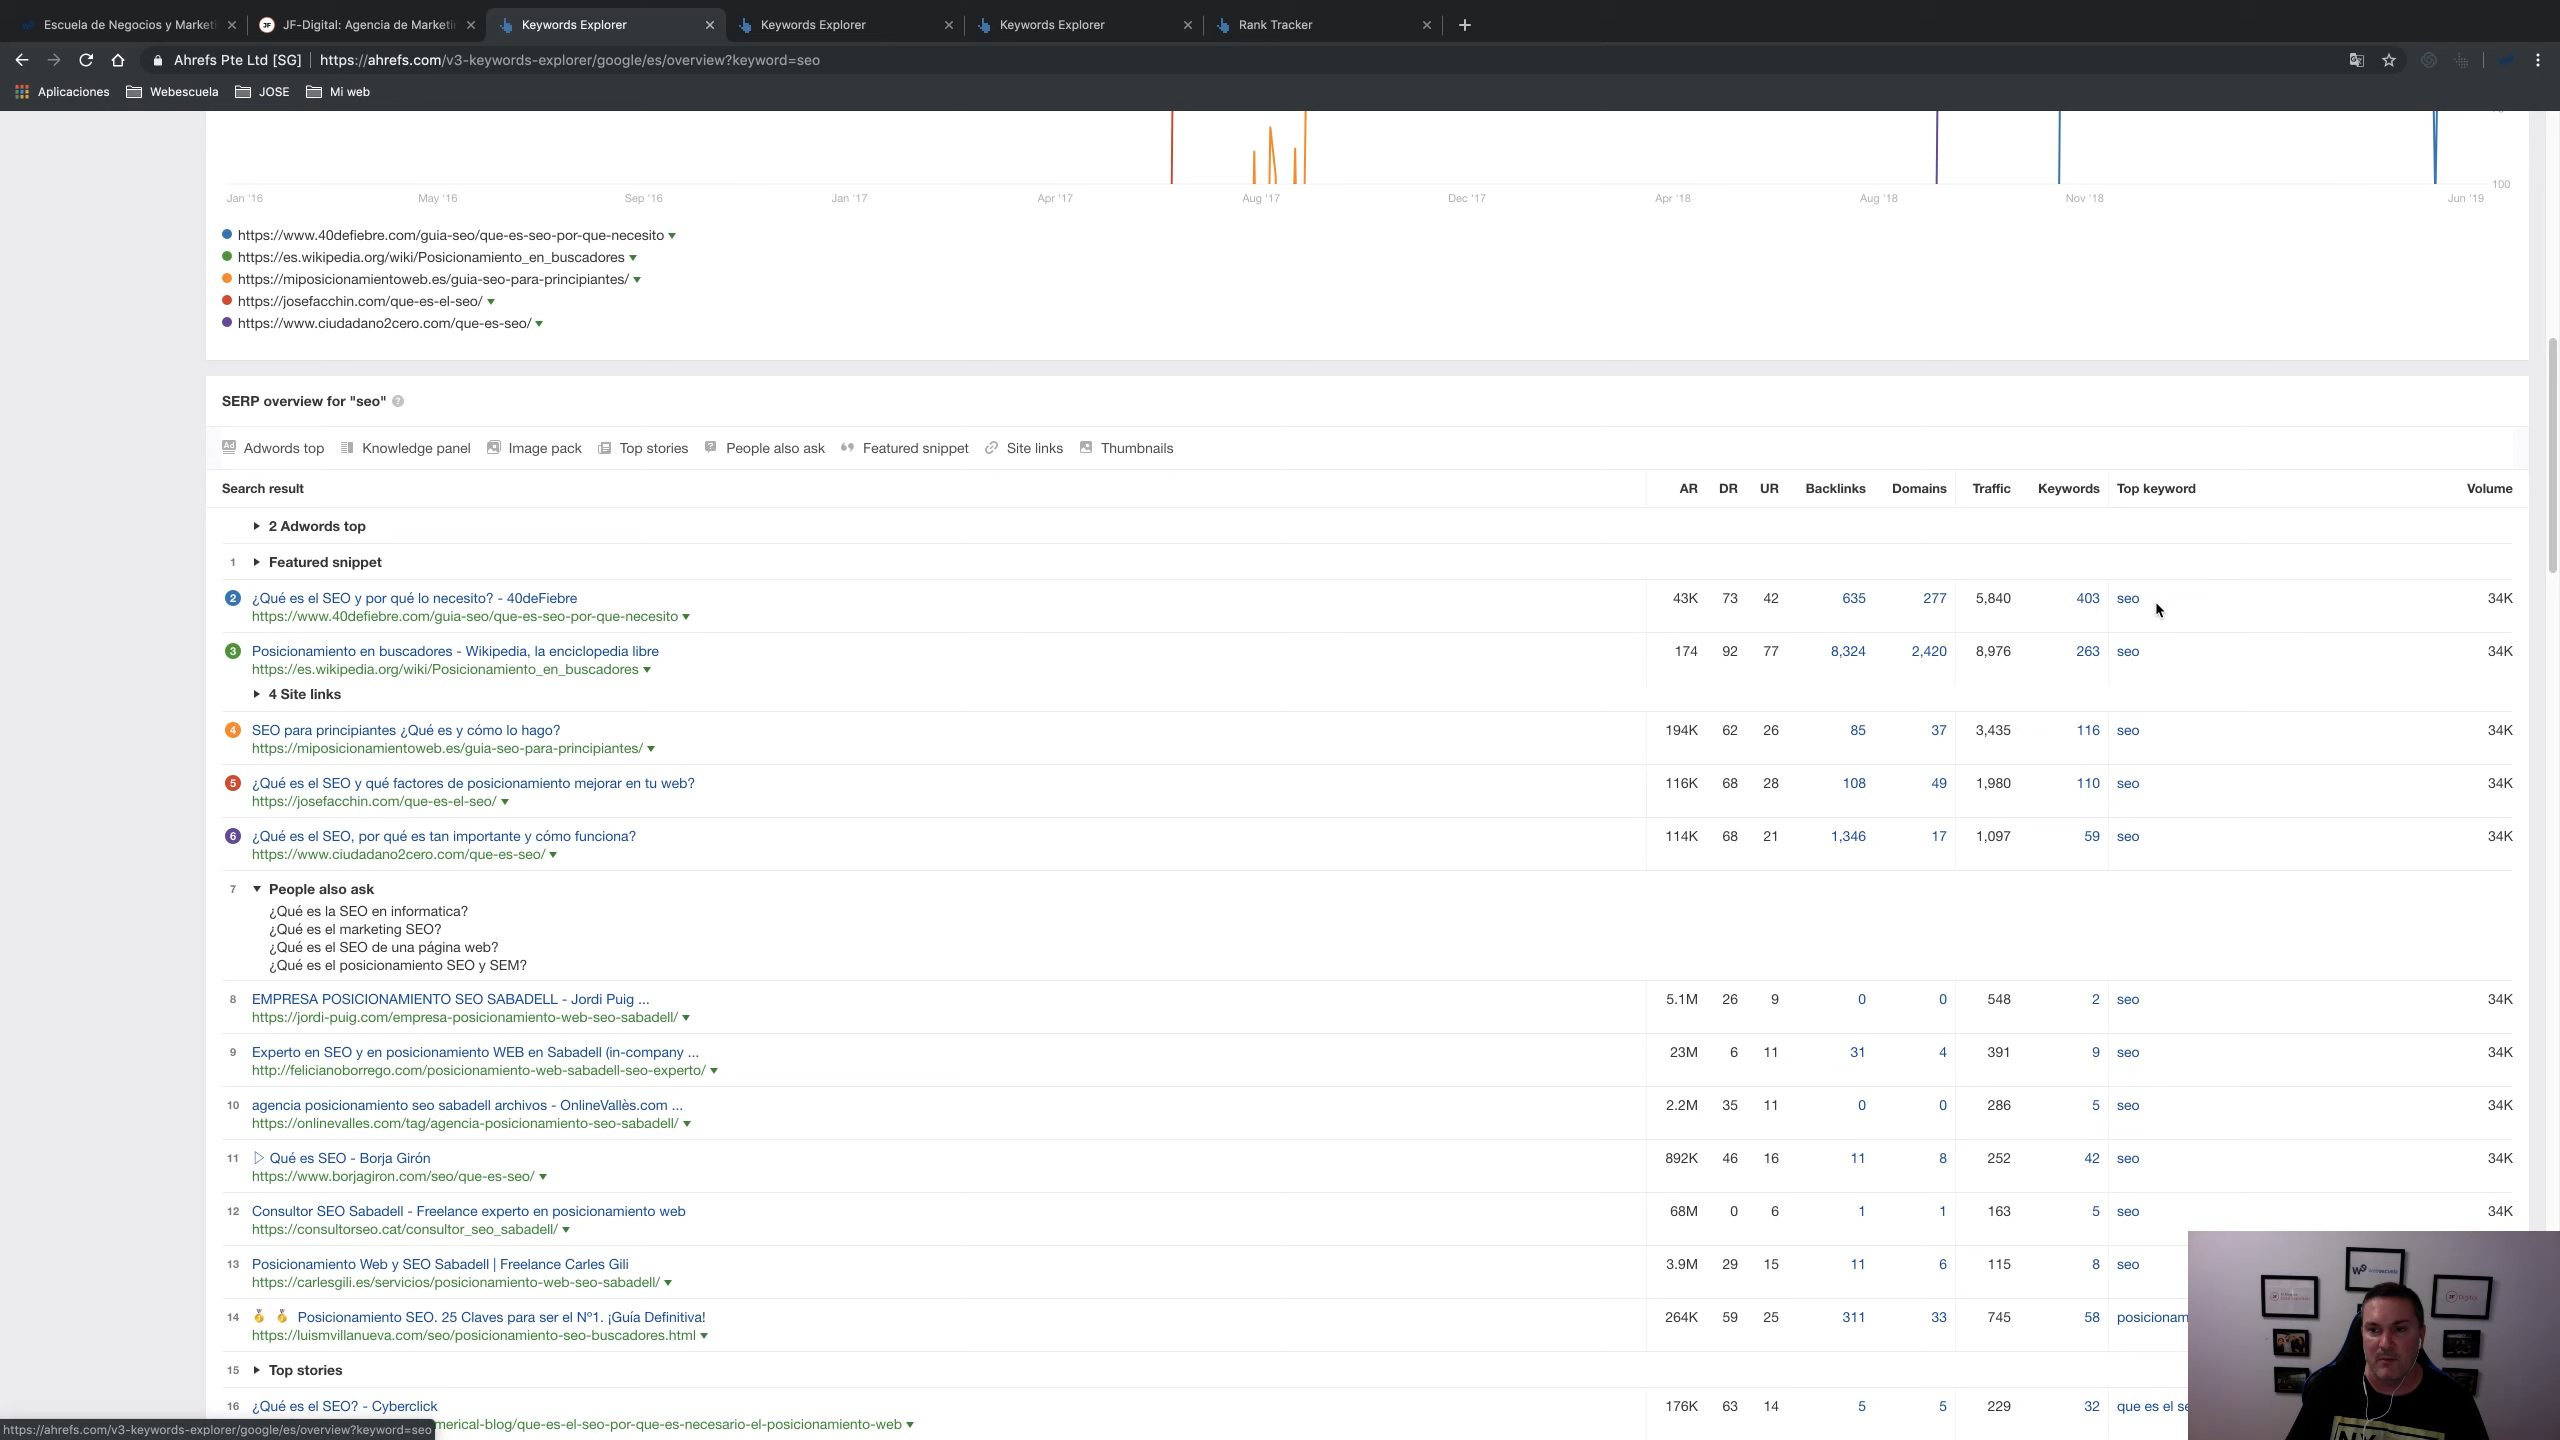 Escuela de Negocios y Marketi
JF-Digital: Agencia de Marketin
Keywords Explorer
Keywords Explorer
Keywords Explorer
Rank Tracker
Ahrefs Pte Ltd [SG] | https://ahrefs.com/v3-keywords-explorer/google/es/overview?keyword=seo
Aplicaciones Webescuela JOSE Mi web
100
Jan '16 May '16 Sep '16 Jan '17 Apr '17 Aug '17 Dec '17 Apr '18 Aug '18 Nov '18 Jun '19
https://www.40defiebre.com/guia-seo/que-es-seo-por-que-necesito
https://es.wikipedia.org/wiki/Posicionamiento_en_buscadores
https://miposicionamientoweb.es/guia-seo-para-principiantes/
https://josefacchin.com/que-es-el-seo/
https://www.ciudadano2cero.com/que-es-seo/
SERP overview for "seo" ?
Adwords top Knowledge panel Image pack Top stories People also ask Featured snippet Site links Thumbnails
Search result AR DR UR Backlinks Domains Traffic Keywords Top keyword Volume
2 Adwords top
1 Featured snippet
2 ¿Qué es el SEO y por qué lo necesito? - 40deFiebre 43K 73 42 635 277 5,840 403 seo 34K
https://www.40defiebre.com/guia-seo/que-es-seo-por-que-necesito
3 Posicionamiento en buscadores - Wikipedia, la enciclopedia libre 174 92 77 8,324 2,420 8,976 263 seo 34K
https://es.wikipedia.org/wiki/Posicionamiento_en_buscadores
4 Site links
4 SEO para principiantes ¿Qué es y cómo lo hago? 194K 62 26 85 37 3,435 116 seo 34K
https://miposicionamientoweb.es/guia-seo-para-principiantes/
5 ¿Qué es el SEO y qué factores de posicionamiento mejorar en tu web? 116K 68 28 108 49 1,980 110 seo 34K
https://josefacchin.com/que-es-el-seo/
6 ¿Qué es el SEO, por qué es tan importante y cómo funciona? 114K 68 21 1,346 17 1,097 59 seo 34K
https://www.ciudadano2cero.com/que-es-seo/
7 People also ask
¿Qué es la SEO en informatica?
¿Qué es el marketing SEO?
¿Qué es el SEO de una página web?
¿Qué es el posicionamiento SEO y SEM?
8 EMPRESA POSICIONAMIENTO SEO SABADELL - Jordi Puig ... 5.1M 26 9 0 0 548 2 seo 34K
https://jordi-puig.com/empresa-posicionamiento-web-seo-sabadell/
9 Experto en SEO y en posicionamiento WEB en Sabadell (in-company ... 23M 6 11 31 4 391 9 seo 34K
http://felicianoborrego.com/posicionamiento-web-sabadell-seo-experto/
10 agencia posicionamiento seo sabadell archivos - OnlineVallès.com ... 2.2M 35 11 0 0 286 5 seo 34K
https://onlinevalles.com/tag/agencia-posicionamiento-seo-sabadell/
11 Qué es SEO - Borja Girón 892K 46 16 11 8 252 42 seo 34K
https://www.borjagiron.com/seo/que-es-seo/
12 Consultor SEO Sabadell - Freelance experto en posicionamiento web 68M 0 6 1 1 163 5 seo 34K
https://consultorseo.cat/consultor_seo_sabadell/
13 Posicionamiento Web y SEO Sabadell | Freelance Carles Gili 3.9M 29 15 11 6 115 8 seo
https://carlesgili.es/servicios/posicionamiento-web-seo-sabadell/
14 Posicionamiento SEO. 25 Claves para ser el Nº1. ¡Guía Definitiva! 264K 59 25 311 33 745 58 posicionam
https://luismvillanueva.com/seo/posicionamiento-seo-buscadores.html
15 Top stories
16 ¿Qué es el SEO? - Cyberclick 176K 63 14 5 5 229 32 que es el se
merical-blog/que-es-el-seo-por-que-es-necesario-el-posicionamiento-web
https://ahrefs.com/v3-keywords-explorer/google/es/overview?keyword=seo